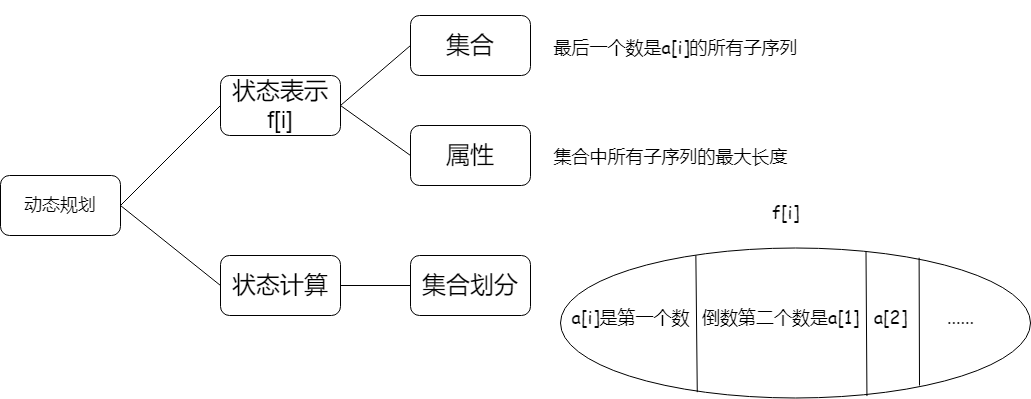 集合
最后一个数是a[i]的所有子序列
状态表示
f[i]
属性
集合中所有子序列的最大长度
动态规划
f[i]
状态计算
集合划分
a[i]是第一个数
倒数第二个数是a[1]
a[2]
......